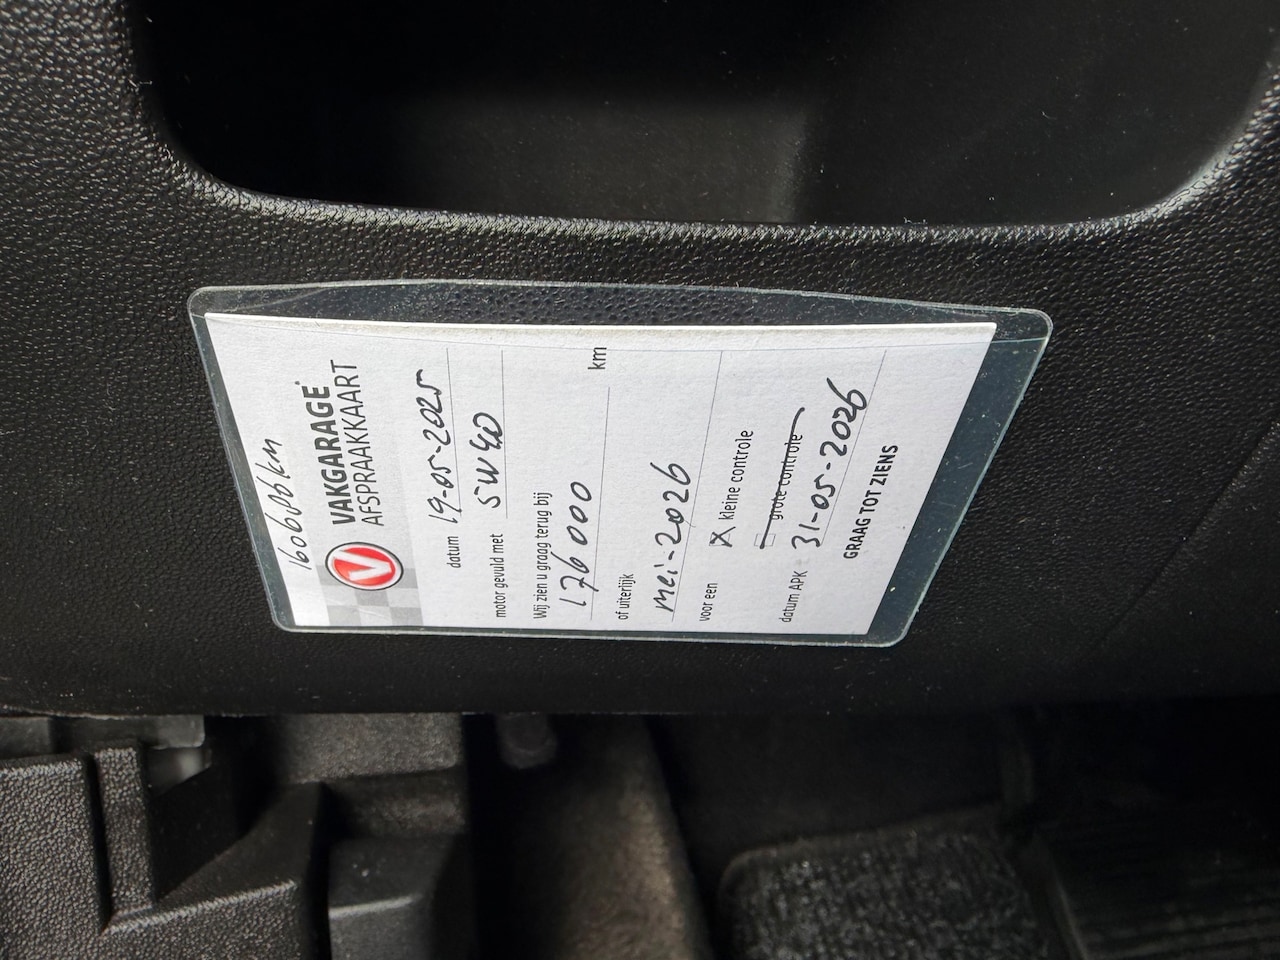 160606km
V
VAKGARAGE
AFSPRAAKKAART
datum 19-05-2025
motor gevuld met 5W40
Wij zien u graag terug bij
176000 km
of uiterlijk
mei-2026
voor een X kleine controle
grote controle
datum APK 31-05-2026
GRAAG TOT ZIENS